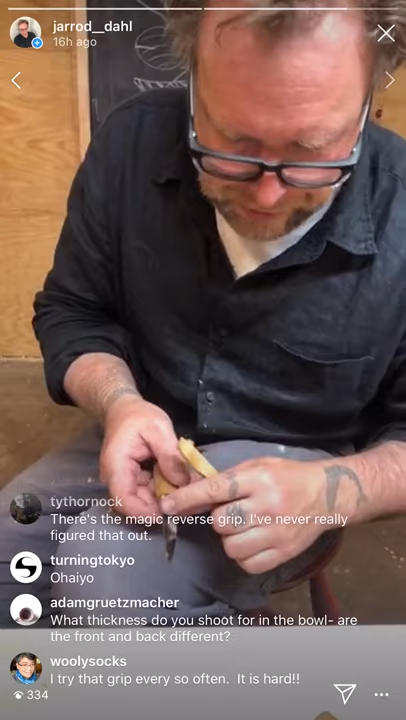 jarrod__dahl
16h ago
tythornock
There's the magic reverse grip. I've never really
figured that out.
turningtokyo
Ohaiyo
adamgruetzmacher
What thickness do you shoot for in the bowl- are
the front and back different?
woolysocks
I try that grip every so often. It is hard!!
334